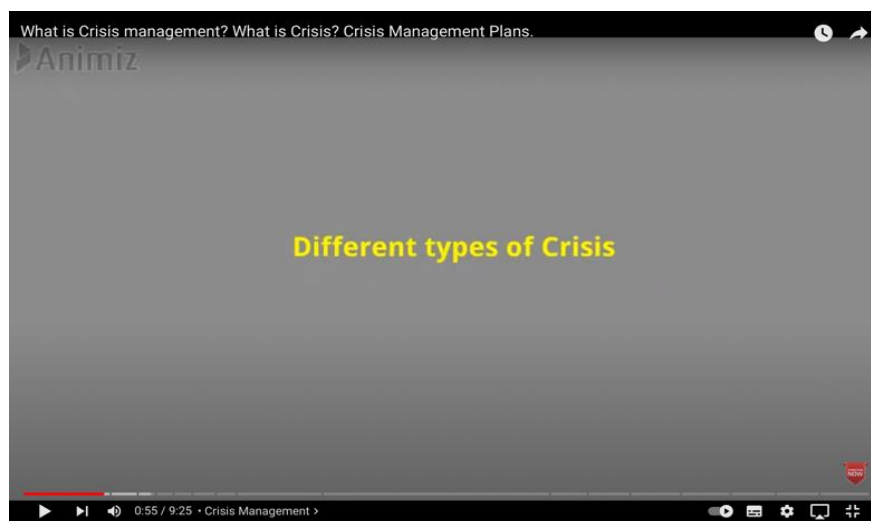 What is Crisis management? What is Crisis? Crisis Management Plans.
Animiz
Different types of Crisis
NOW
0:55 / 9:25 • Crisis Management >